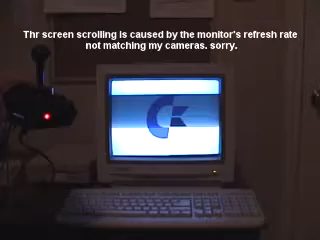 Thr screen scrolling is caused by the monitor's refresh rate
not matching my cameras. sorry.